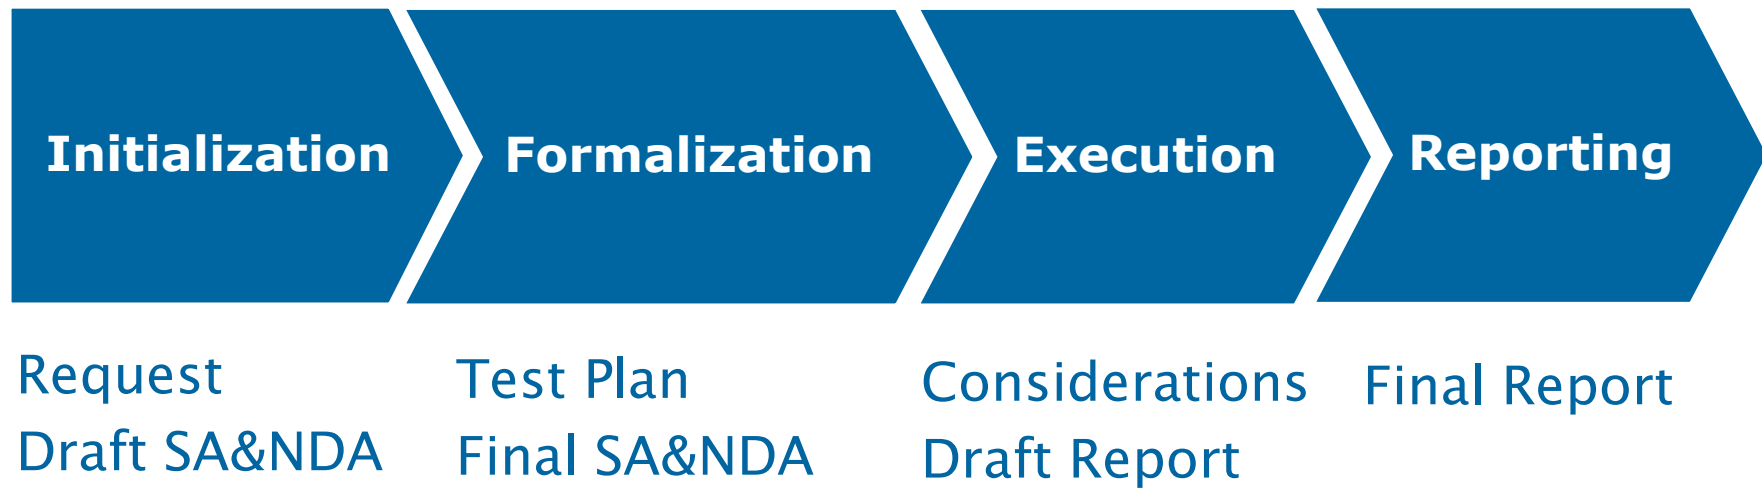 Initialization
Formalization
Execution
Reporting
Request
Draft SA&NDA
Test Plan
Final SA&NDA
Considerations
Draft Report
Final Report